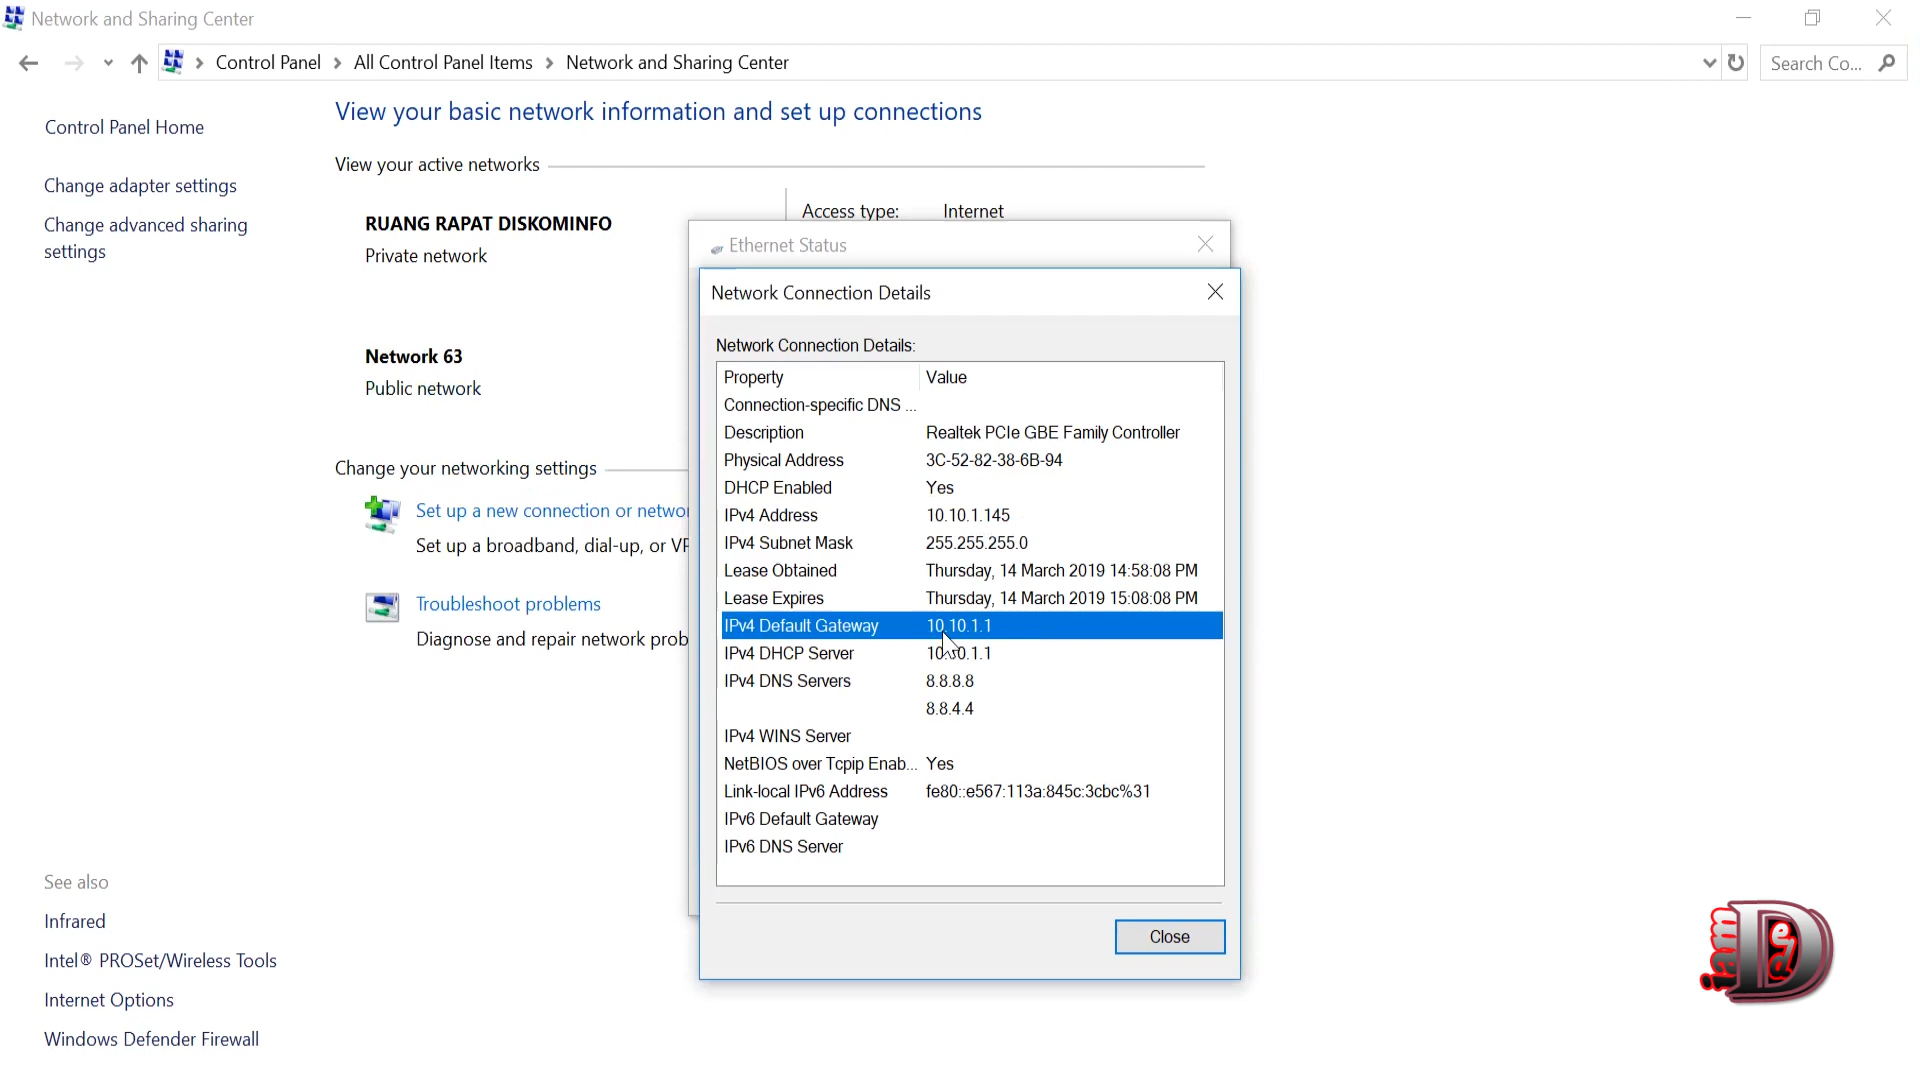 Network and Sharing Center
Control Panel > All Control Panel Items > Network and Sharing Center
Search Co...
Control Panel Home
Change adapter settings
Change advanced sharing
settings
View your basic network information and set up connections
View your active networks
RUANG RAPAT DISKOMINFO
Private network
Access type: Internet
Network 63
Public network
Change your networking settings
Set up a new connection or networ
Set up a broadband, dial-up, or VP
Troubleshoot problems
Diagnose and repair network prob
Ethernet Status
Network Connection Details
Network Connection Details:
Property Value
Connection-specific DNS ...
Description Realtek PCIe GBE Family Controller
Physical Address 3C-52-82-38-6B-94
DHCP Enabled Yes
IPv4 Address 10.10.1.145
IPv4 Subnet Mask 255.255.255.0
Lease Obtained Thursday, 14 March 2019 14:58:08 PM
Lease Expires Thursday, 14 March 2019 15:08:08 PM
IPv4 Default Gateway 10.10.1.1
IPv4 DHCP Server 10.10.1.1
IPv4 DNS Servers 8.8.8.8
8.8.4.4
IPv4 WINS Server
NetBIOS over Tcpip Enab... Yes
Link-local IPv6 Address fe80::e567:113a:845c:3cbc%31
IPv6 Default Gateway
IPv6 DNS Server
Close
See also
Infrared
Intel® PROSet/Wireless Tools
Internet Options
Windows Defender Firewall